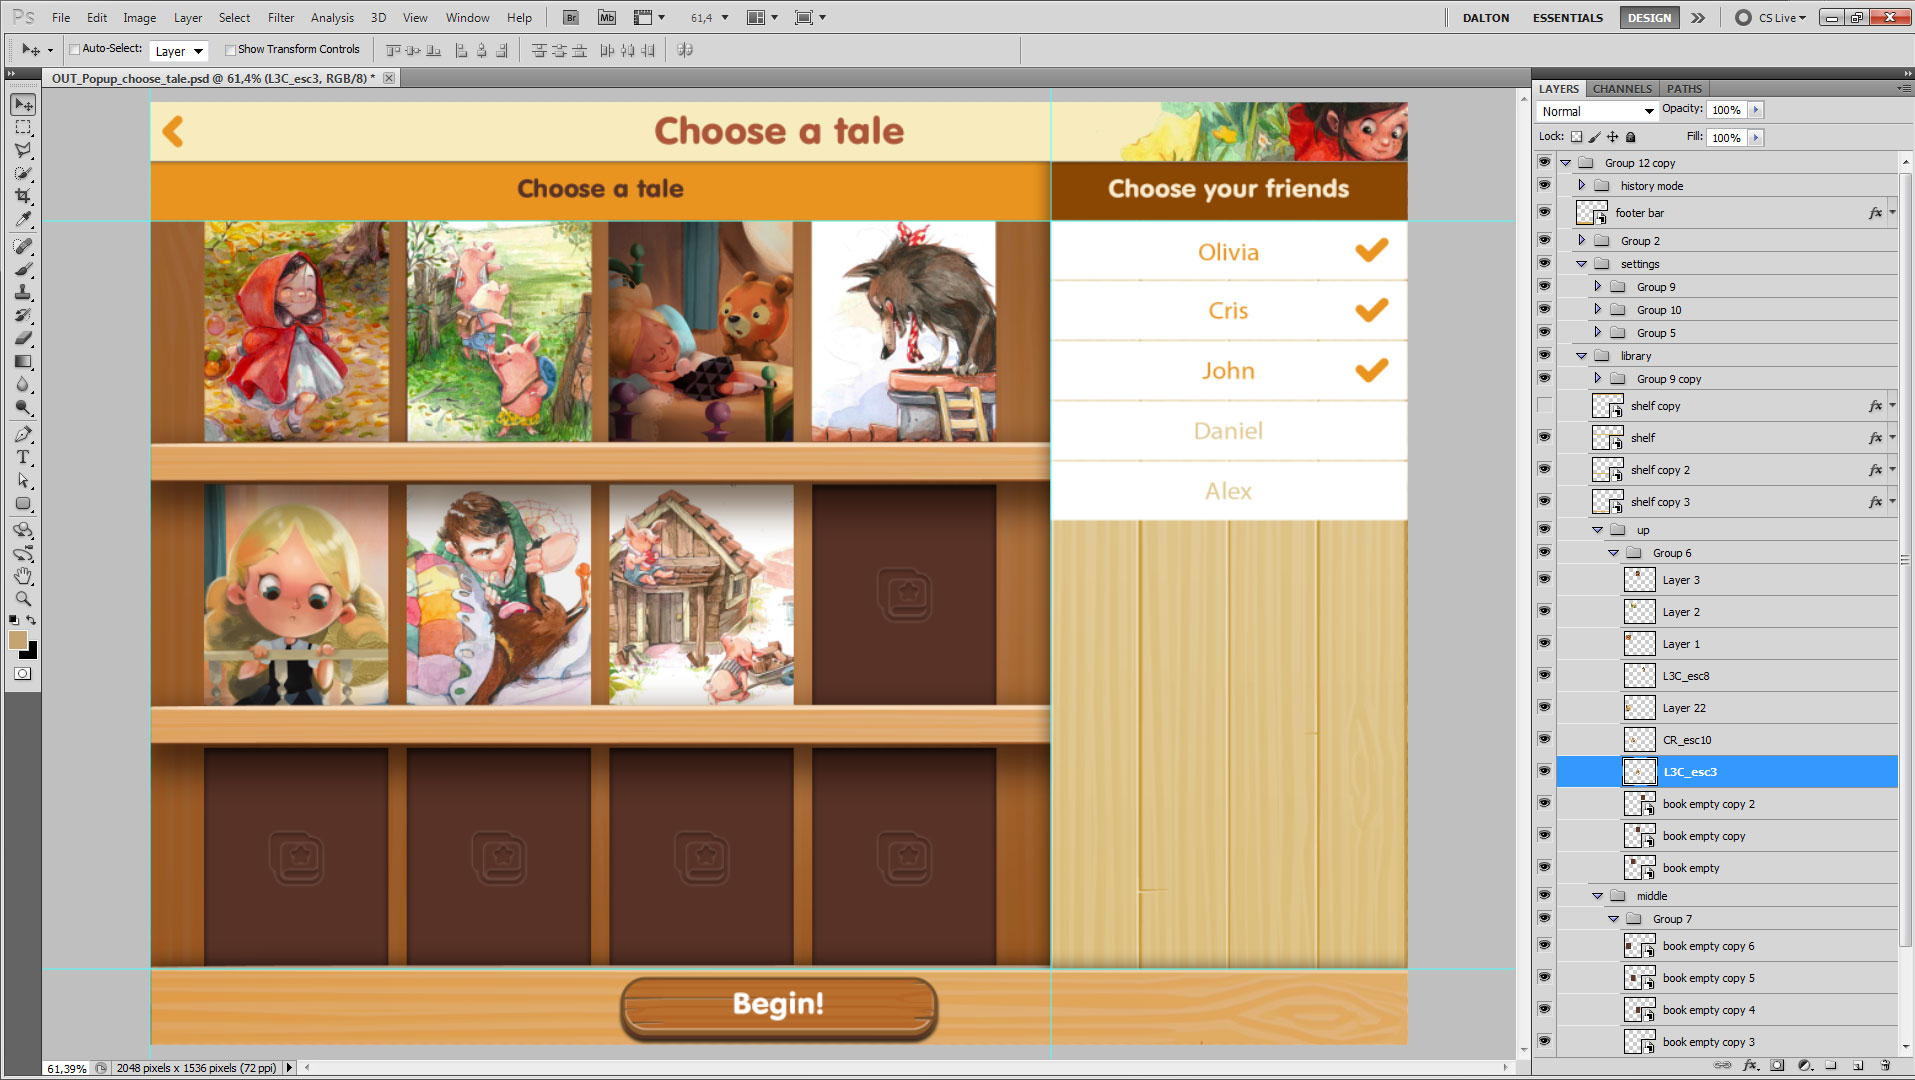 Ps File Edit Image Layer Select Filter Analysis 3D View Window Help Br Mb 61,4 DALTON ESSENTIALS DESIGN CS Live
Auto-Select: Layer Show Transform Controls
OUT_Popup_choose_tale.psd @ 61,4% (L3C_esc3, RGB/8) *
Choose a tale
Choose a tale
Choose your friends
Olivia
Cris
John
Daniel
Alex
Begin!
61,39% 2048 pixels x 1536 pixels (72 ppi)
LAYERS CHANNELS PATHS
Normal Opacity: 100%
Lock: Fill: 100%
Group 12 copy
history mode
footer bar fx
Group 2
settings
Group 9
Group 10
Group 5
library
Group 9 copy
shelf copy fx
shelf fx
shelf copy 2 fx
shelf copy 3 fx
up
Group 6
Layer 3
Layer 2
Layer 1
L3C_esc8
Layer 22
CR_esc10
L3C_esc3
book empty copy 2
book empty copy
book empty
middle
Group 7
book empty copy 6
book empty copy 5
book empty copy 4
book empty copy 3
fx